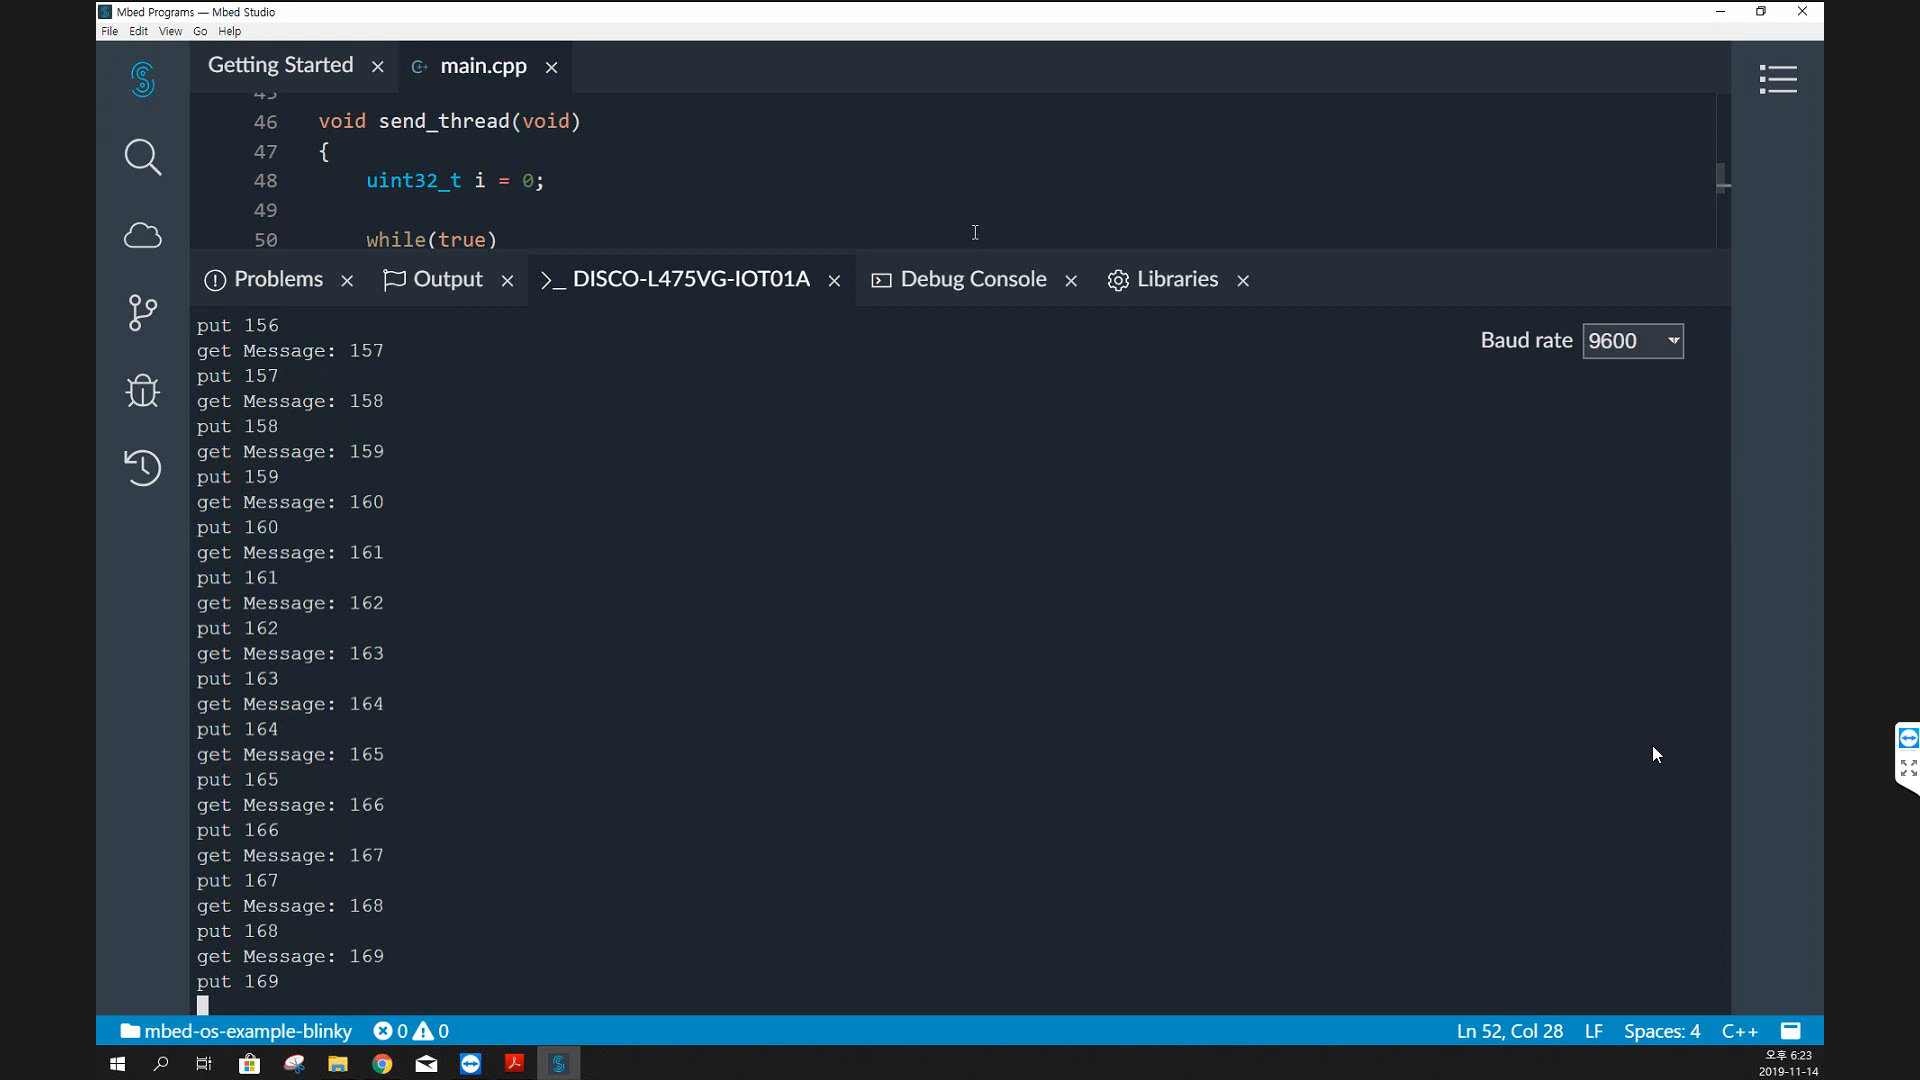 Mbed Programs — Mbed Studio
File Edit View Go Help
Getting Started
main.cpp
45
46 void send_thread(void)
47 {
48 uint32_t i = 0;
49
50 while(true)
Problems
Output
DISCO-L475VG-IOT01A
Debug Console
Libraries
Baud rate 9600
put 156
get Message: 157
put 157
get Message: 158
put 158
get Message: 159
put 159
get Message: 160
put 160
get Message: 161
put 161
get Message: 162
put 162
get Message: 163
put 163
get Message: 164
put 164
get Message: 165
put 165
get Message: 166
put 166
get Message: 167
put 167
get Message: 168
put 168
get Message: 169
put 169
mbed-os-example-blinky 0 0 Ln 52, Col 28 LF Spaces: 4 C++
오후 6:23
2019-11-14